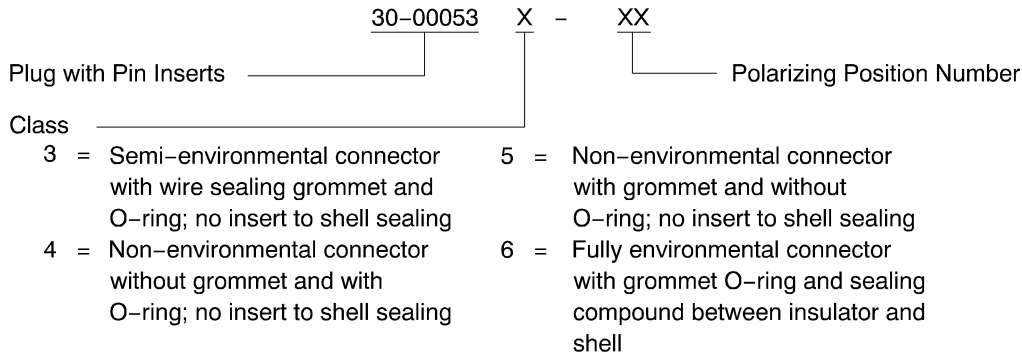 30-00053 X - XX
Plug with Pin Inserts
Polarizing Position Number
Class
3 = Semi-environmental connector
with wire sealing grommet and
O-ring; no insert to shell sealing
4 = Non-environmental connector
without grommet and with
O-ring; no insert to shell sealing
5 = Non-environmental connector
with grommet and without
O-ring; no insert to shell sealing
6 = Fully environmental connector
with grommet O-ring and sealing
compound between insulator and
shell